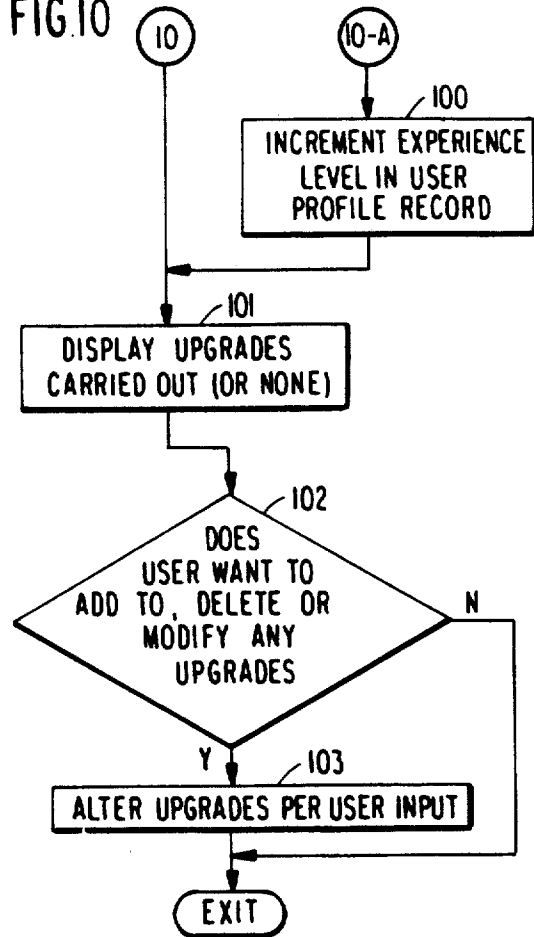 FIG.10
10
10-A
100
INCREMENT EXPERIENCE
LEVEL IN USER
PROFILE RECORD
101
DISPLAY UPGRADES
CARRIED OUT (OR NONE)
102
DOES
USER WANT TO
ADD TO, DELETE OR
MODIFY ANY
UPGRADES
N
Y
103
ALTER UPGRADES PER USER INPUT
EXIT